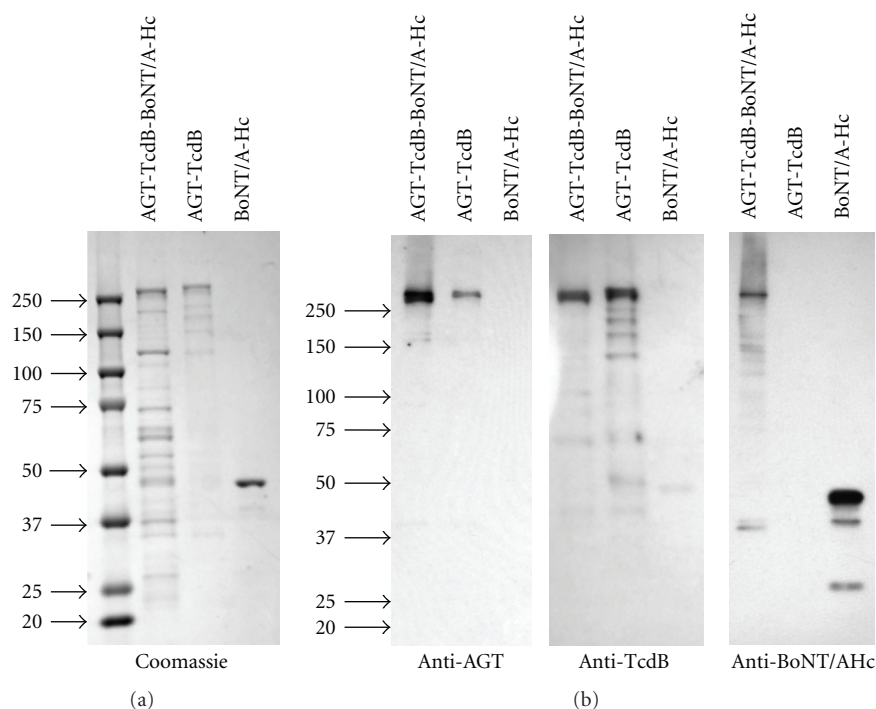 AGT-TcdB-BoNT/A-Hc
AGT-TcdB
BoNT/A-Hc
AGT-TcdB-BoNT/A-Hc
AGT-TcdB
BoNT/A-Hc
AGT-TcdB-BoNT/A-Hc
AGT-TcdB
BoNT/A-Hc
AGT-TcdB-BoNT/A-Hc
AGT-TcdB
BoNT/A-Hc
250
150
100
75
50
37
25
20
250
150
100
75
50
37
25
20
Coomassie
Anti-AGT
Anti-TcdB
Anti-BoNT/AHc
(a)
(b)